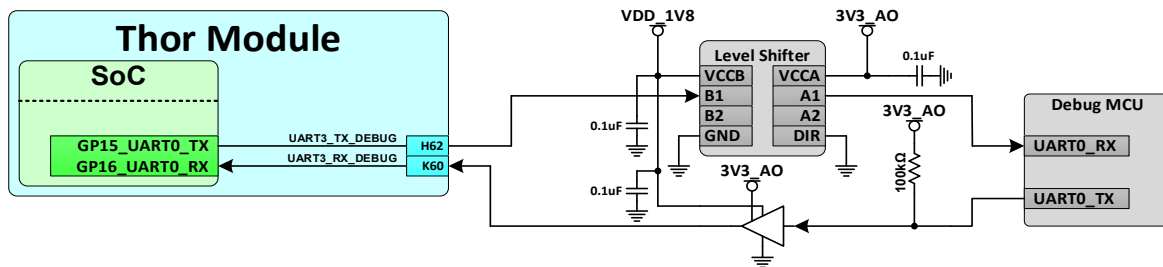 Thor Module
SoC
GP15_UART0_TX
GP16_UART0_RX
UART3_TX_DEBUG
UART3_RX_DEBUG
H62
K60
VDD_1V8
0.1uF
0.1uF
Level Shifter
VCCB
B1
B2
GND
VCCA
A1
A2
DIR
3V3_AO
0.1uF
3V3_AO
100kΩ
3V3_AO
Debug MCU
UART0_RX
UART0_TX